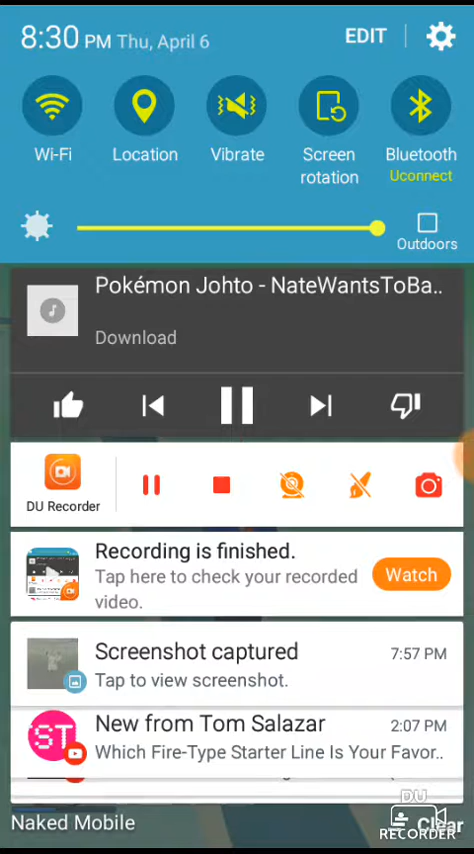 8:30 PM Thu, April 6 EDIT
Wi-Fi Location Vibrate Screen rotation Bluetooth
Uconnect
Outdoors
Pokémon Johto - NateWantsToBa..
Download
DU Recorder
Recording is finished.
Tap here to check your recorded video.
Watch
Screenshot captured 7:57 PM
Tap to view screenshot.
ST
New from Tom Salazar 2:07 PM
Which Fire-Type Starter Line Is Your Favor..
Naked Mobile
Clear
DU
RECORDER